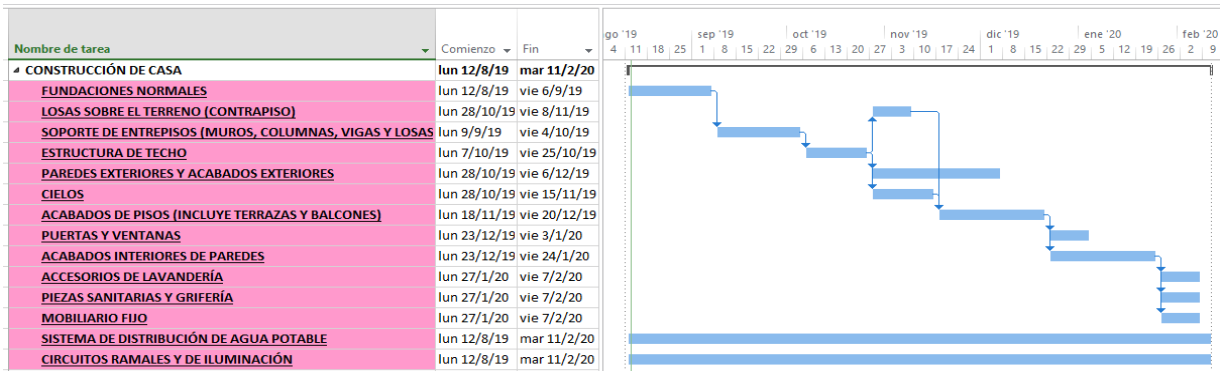 ago '19 sep '19 oct '19 nov '19 dic '19 ene '20 feb '20
Nombre de tarea Comienzo Fin 4 11 18 25 1 8 15 22 29 6 13 20 27 3 10 17 24 1 8 15 22 29 5 12 19 26 2 9
CONSTRUCCIÓN DE CASA lun 12/8/19 mar 11/2/20
FUNDACIONES NORMALES lun 12/8/19 vie 6/9/19
LOSAS SOBRE EL TERRENO (CONTRAPISO) lun 28/10/19 vie 8/11/19
SOPORTE DE ENTREPISOS (MUROS, COLUMNAS, VIGAS Y LOSAS lun 9/9/19 vie 4/10/19
ESTRUCTURA DE TECHO lun 7/10/19 vie 25/10/19
PAREDES EXTERIORES Y ACABADOS EXTERIORES lun 28/10/19 vie 6/12/19
CIELOS lun 28/10/19 vie 15/11/19
ACABADOS DE PISOS (INCLUYE TERRAZAS Y BALCONES) lun 18/11/19 vie 20/12/19
PUERTAS Y VENTANAS lun 23/12/19 vie 3/1/20
ACABADOS INTERIORES DE PAREDES lun 23/12/19 vie 24/1/20
ACCESORIOS DE LAVANDERÍA lun 27/1/20 vie 7/2/20
PIEZAS SANITARIAS Y GRIFERÍA lun 27/1/20 vie 7/2/20
MOBILIARIO FIJO lun 27/1/20 vie 7/2/20
SISTEMA DE DISTRIBUCIÓN DE AGUA POTABLE lun 12/8/19 mar 11/2/20
CIRCUITOS RAMALES Y DE ILUMINACIÓN lun 12/8/19 mar 11/2/20